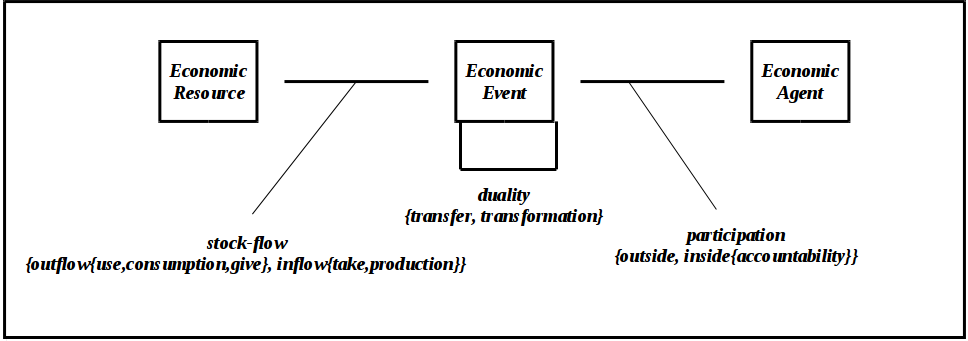 Economic
Resource
Economic
Event
Economic
Agent
duality
{transfer, transformation}
stock-flow
{outflow{use,consumption,give}, inflow{take,production}}
participation
{outside, inside{accountability}}